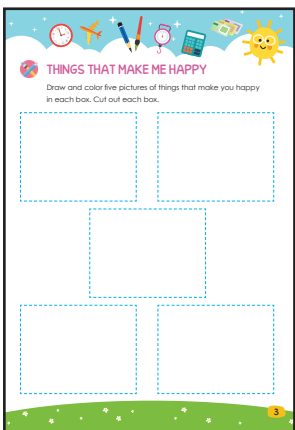 THINGS THAT MAKE ME HAPPY
Draw and color five pictures of things that make you happy
in each box. Cut out each box.
3